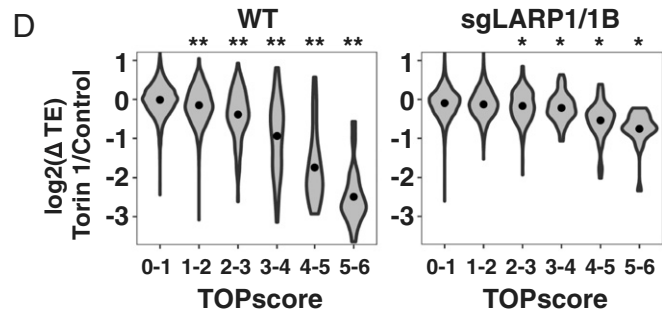 D
WT
sgLARP1/1B
** ** ** ** **
* * * *
log2(Δ TE)
Torin 1/Control
1
0
-1
-2
-3
1
0
-1
-2
-3
0-1 1-2 2-3 3-4 4-5 5-6
0-1 1-2 2-3 3-4 4-5 5-6
TOPscore
TOPscore